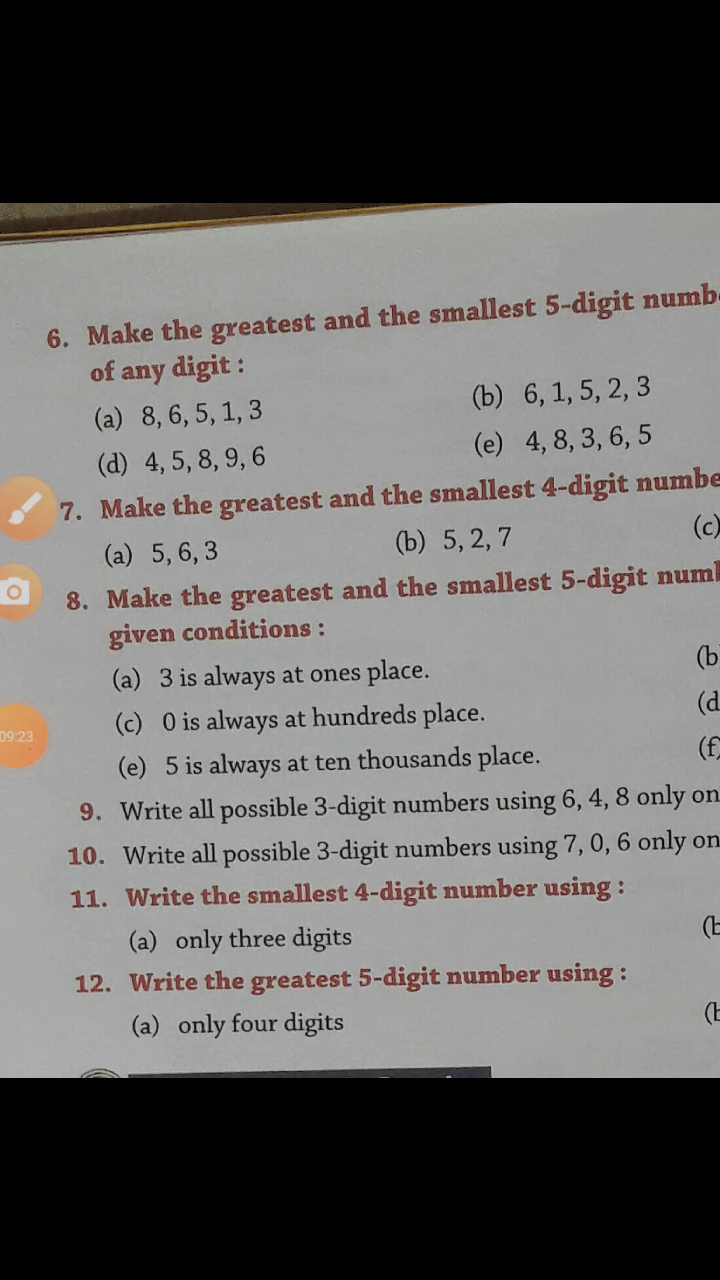 6. Make the greatest and the smallest 5-digit
of any digit :
(a) 8, 6, 5, 1, 3 (b) 6, 1, 5, 2, 3
(d) 4, 5, 8, 9, 6 (e) 4, 8, 3, 6, 5
7. Make the greatest and the smallest 4-digit
(a) 5, 6, 3 (b) 5, 2, 7 (c)
8. Make the greatest and the smallest 5-digit
given conditions :
(a) 3 is always at ones place. (b
(c) 0 is always at hundreds place. (d
(e) 5 is always at ten thousands place. (f)
09:23
9. Write all possible 3-digit numbers using 6, 4, 8 only on
10. Write all possible 3-digit numbers using 7, 0, 6 only on
11. Write the smallest 4-digit number using :
(a) only three digits (b
12. Write the greatest 5-digit number using :
(a) only four digits (b